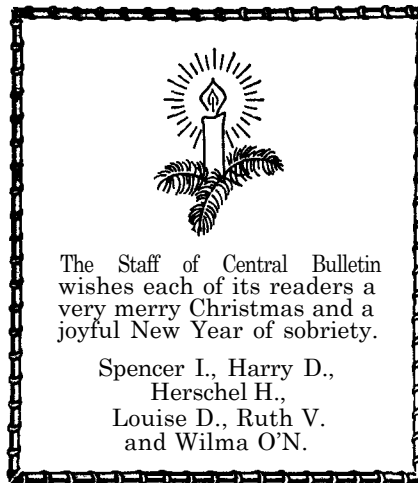 The Staff of Central Bulletin
wishes each of its readers a
very merry Christmas and a
joyful New Year of sobriety.
Spencer I., Harry D.,
Herschel H.,
Louise D., Ruth V.
and Wilma O'N.